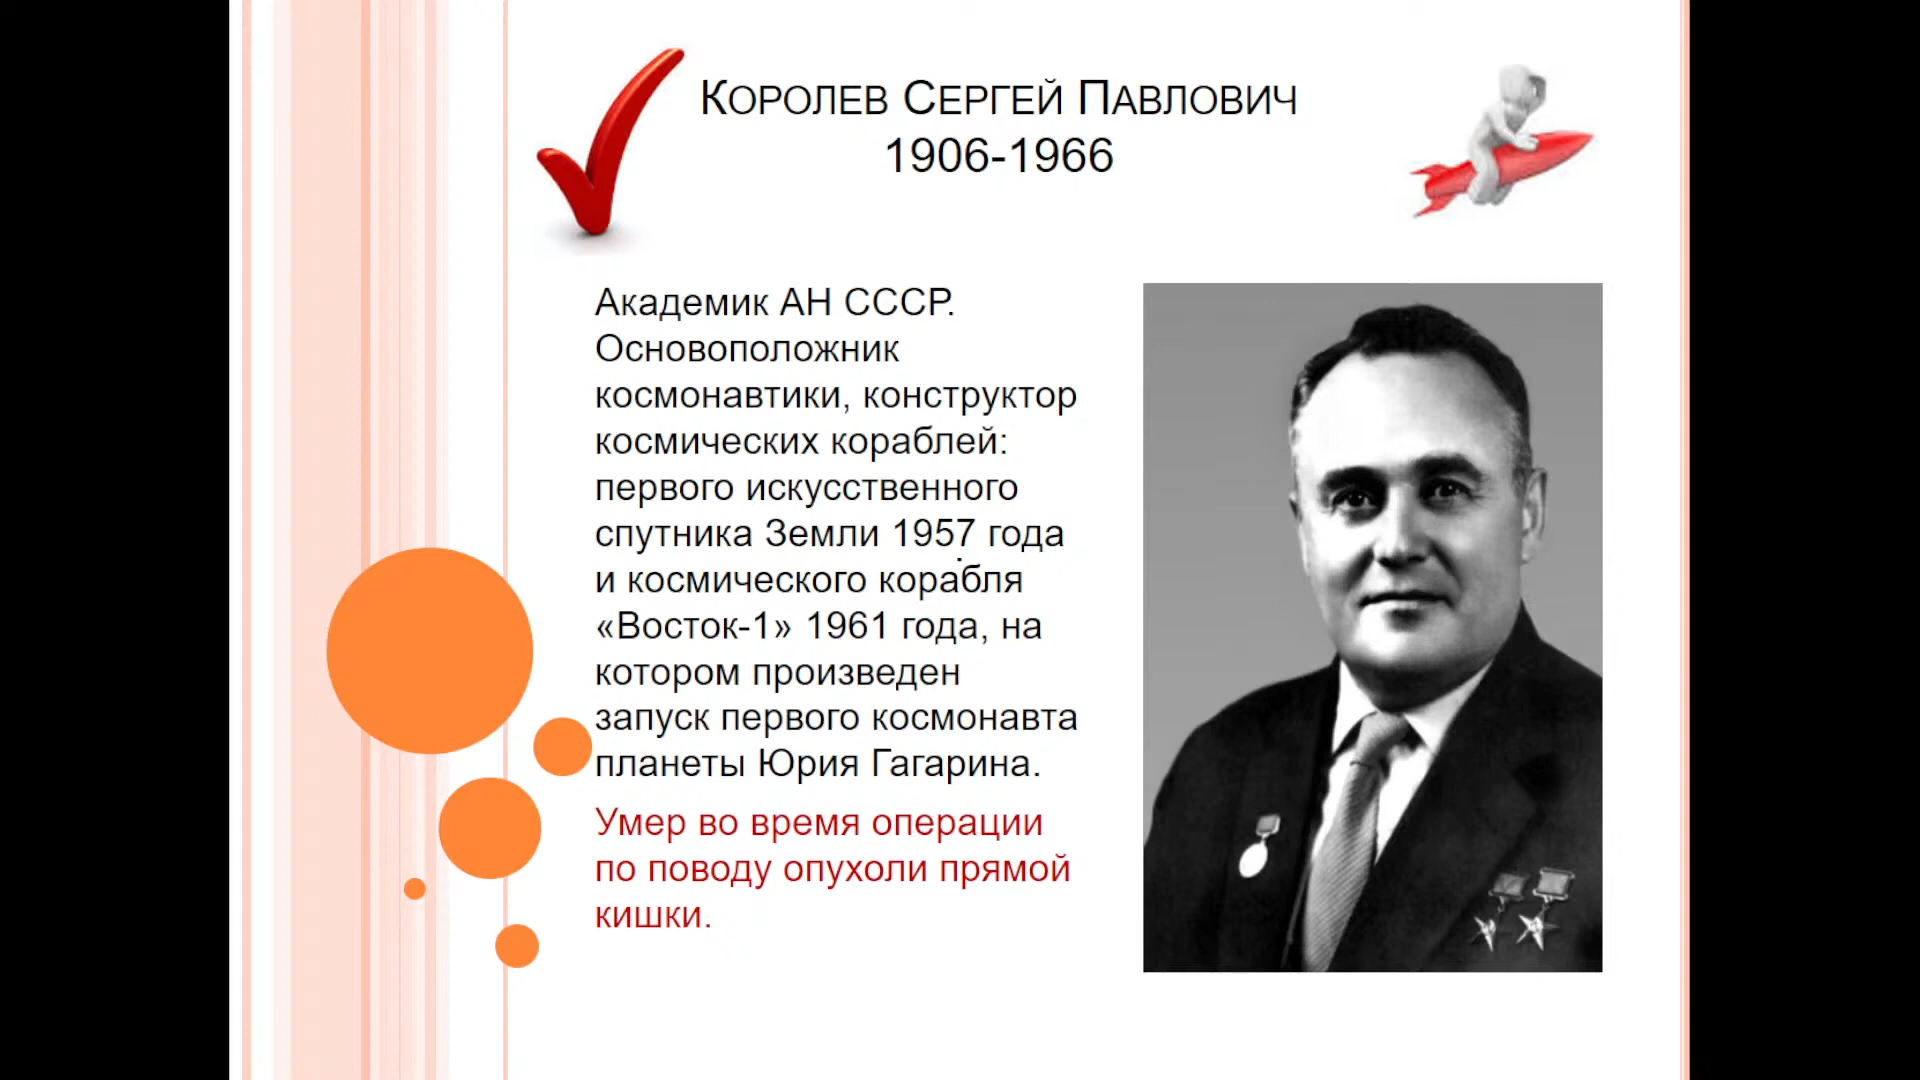 Королев Сергей Павлович
1906-1966
Академик АН СССР.
Основоположник
космонавтики, конструктор
космических кораблей:
первого искусственного
спутника Земли 1957 года
и космического корабля
«Восток-1» 1961 года, на
котором произведен
запуск первого космонавта
планеты Юрия Гагарина.
Умер во время операции
по поводу опухоли прямой
кишки.